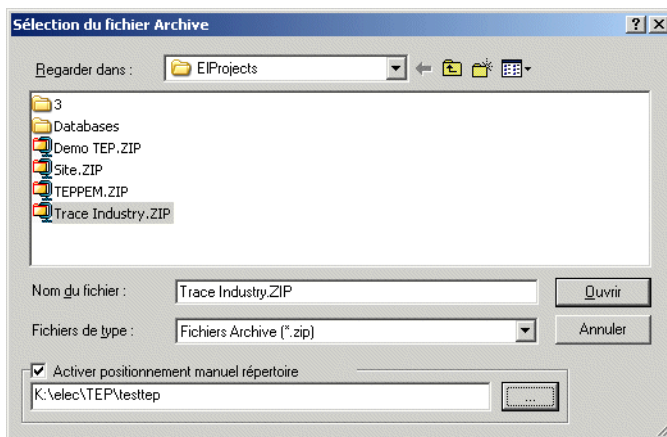 Sélection du fichier Archive
Regarder dans :
ElProjects
3
Databases
Demo TEP.ZIP
Site.ZIP
TEPPEM.ZIP
Trace Industry.ZIP
Nom du fichier :
Trace Industry.ZIP
Ouvrir
Fichiers de type :
Fichiers Archive (*.zip)
Annuler
Activer positionnement manuel répertoire
K:\elec\TEP\testtep
...